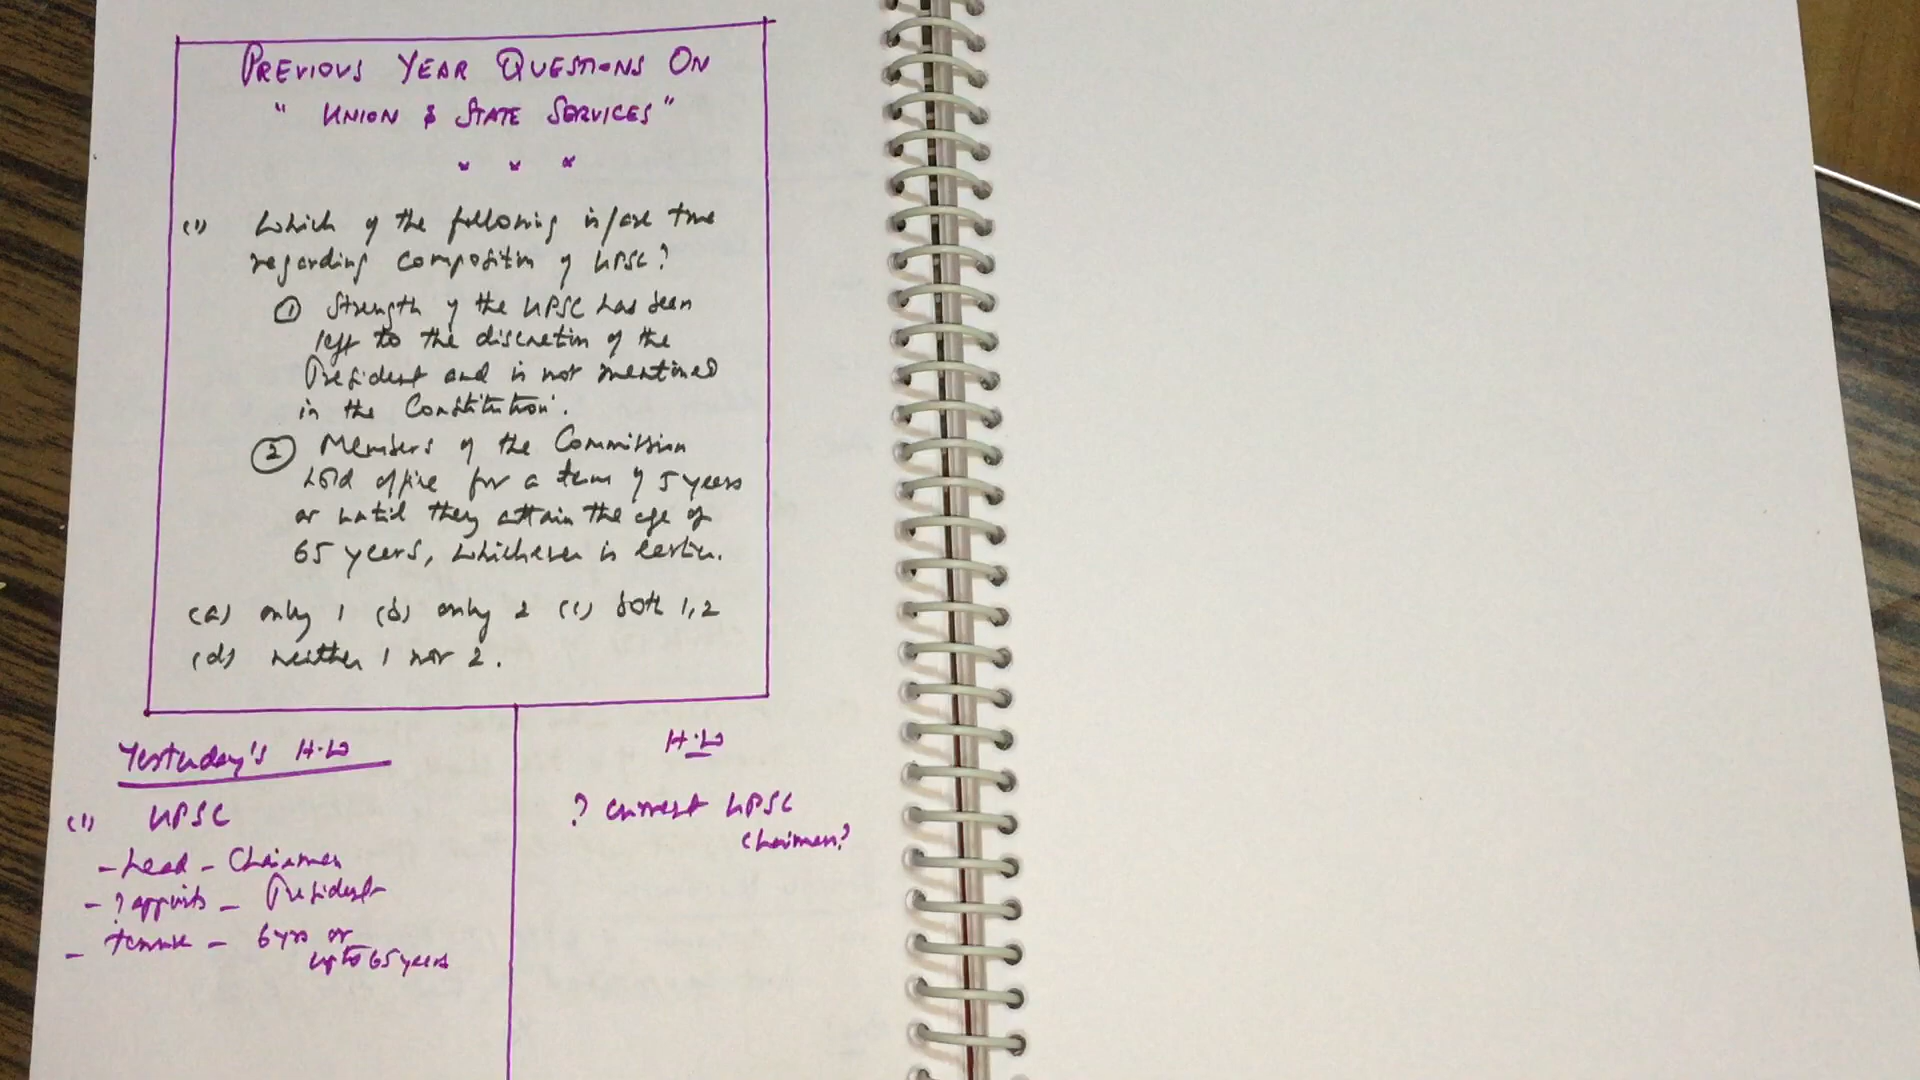 PREVIOUS YEAR QUESTIONS ON
" UNION & STATE SERVICES"
(1) Which of the following is/are true
regarding composition of UPSC?
① Strength of the UPSC has been
left to the discretion of the
President and is not mentioned
in the Constitution.
② Members of the Commission
hold office for a term of 5 years
or until they attain the age of
65 years, whichever is earlier.
(a) only 1 (b) only 2 (c) both 1,2
(d) neither 1 nor 2.
Yesterday's H.W
(1) UPSC
- head - Chairman
- ? appoints - President
- tenure - 6 yrs or
upto 65 years
H.W
? current UPSC
Chairman?